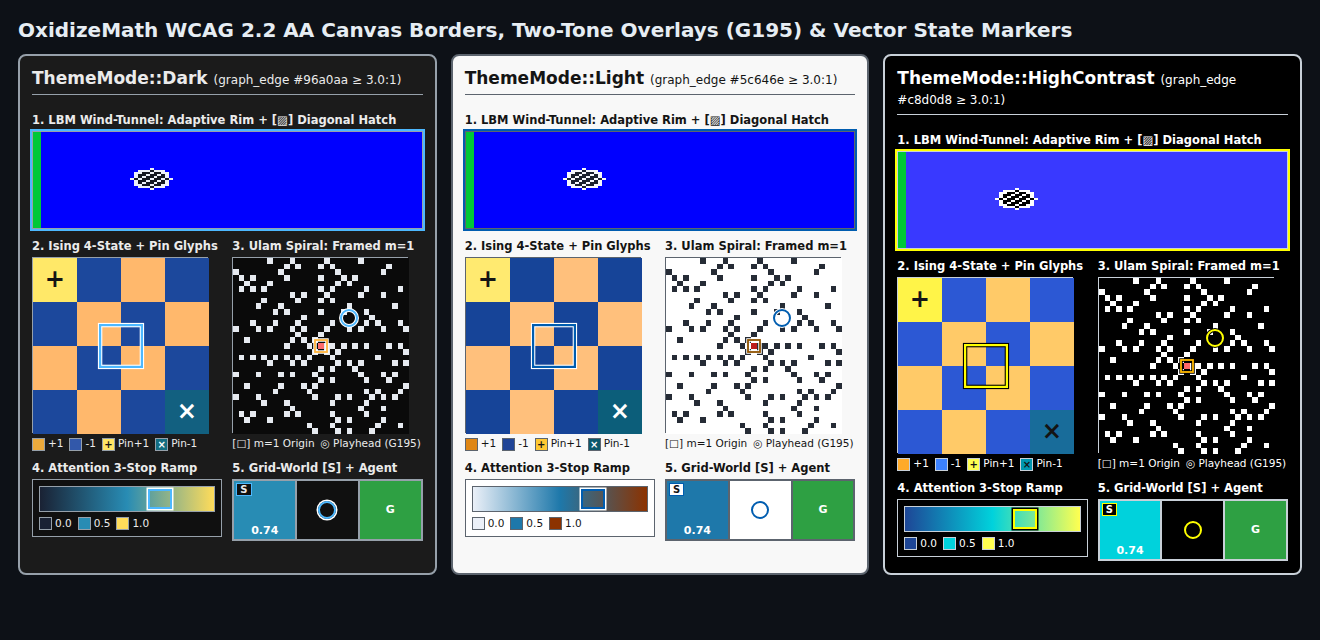 OxidizeMath WCAG 2.2 AA Canvas Borders, Two-Tone Overlays (G195) & Vector State Markers
ThemeMode::Dark (graph_edge #96a0aa ≥ 3.0:1)
1. LBM Wind-Tunnel: Adaptive Rim + [▨] Diagonal Hatch
2. Ising 4-State + Pin Glyphs
+
×
+1 -1 + Pin+1 × Pin-1
3. Ulam Spiral: Framed m=1
[□] m=1 Origin ◎ Playhead (G195)
4. Attention 3-Stop Ramp
0.0 0.5 1.0
5. Grid-World [S] + Agent
S
G
0.74
ThemeMode::Light (graph_edge #5c646e ≥ 3.0:1)
1. LBM Wind-Tunnel: Adaptive Rim + [▨] Diagonal Hatch
2. Ising 4-State + Pin Glyphs
+
×
+1 -1 + Pin+1 × Pin-1
3. Ulam Spiral: Framed m=1
[□] m=1 Origin ◎ Playhead (G195)
4. Attention 3-Stop Ramp
0.0 0.5 1.0
5. Grid-World [S] + Agent
S
G
0.74
ThemeMode::HighContrast (graph_edge
#c8d0d8 ≥ 3.0:1)
1. LBM Wind-Tunnel: Adaptive Rim + [▨] Diagonal Hatch
2. Ising 4-State + Pin Glyphs
+
×
+1 -1 + Pin+1 × Pin-1
3. Ulam Spiral: Framed m=1
[□] m=1 Origin ◎ Playhead (G195)
4. Attention 3-Stop Ramp
0.0 0.5 1.0
5. Grid-World [S] + Agent
S
G
0.74